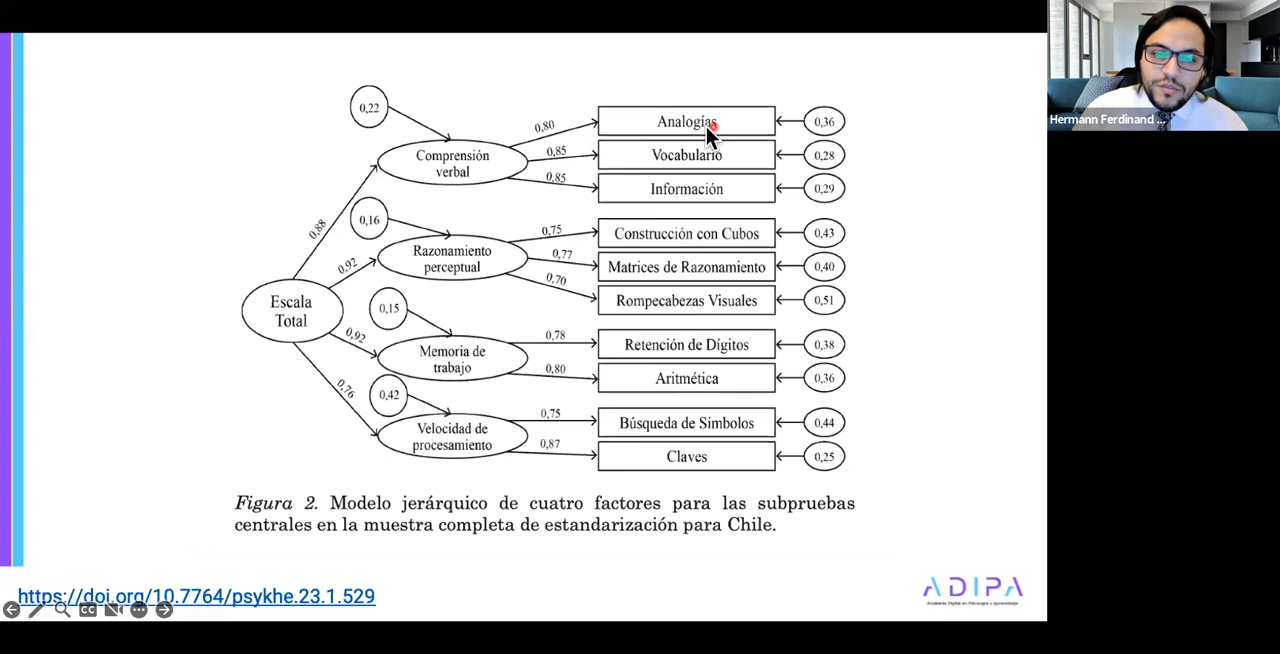 Hermann Ferdinand ...
0,22
0,80
Analogías
0,36
Comprensión
verbal
0,85
Vocabulario
0,28
0,85
Información
0,29
0,88
0,16
0,75
Construcción con Cubos
0,43
Razonamiento
perceptual
0,77
Matrices de Razonamiento
0,40
0,92
0,70
Rompecabezas Visuales
0,51
Escala
Total
0,15
0,78
Retención de Dígitos
0,38
0,92
Memoria de
trabajo
0,80
Aritmética
0,36
0,76
0,42
0,75
Búsqueda de Símbolos
0,44
Velocidad de
procesamiento
0,87
Claves
0,25
Figura 2. Modelo jerárquico de cuatro factores para las subpruebas
centrales en la muestra completa de estandarización para Chile.
https://doi.org/10.7764/psykhe.23.1.529
CC
ADIPA
Academia Digital en Psicología y Aprendizaje